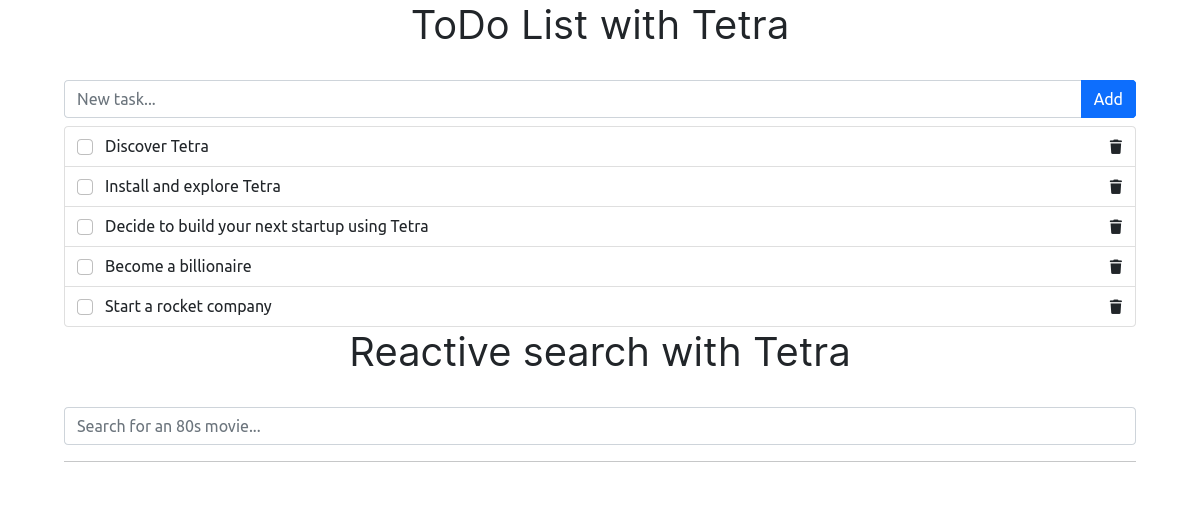 ToDo List with Tetra
New task...
Add
Discover Tetra
Install and explore Tetra
Decide to build your next startup using Tetra
Become a billionaire
Start a rocket company
Reactive search with Tetra
Search for an 80s movie...